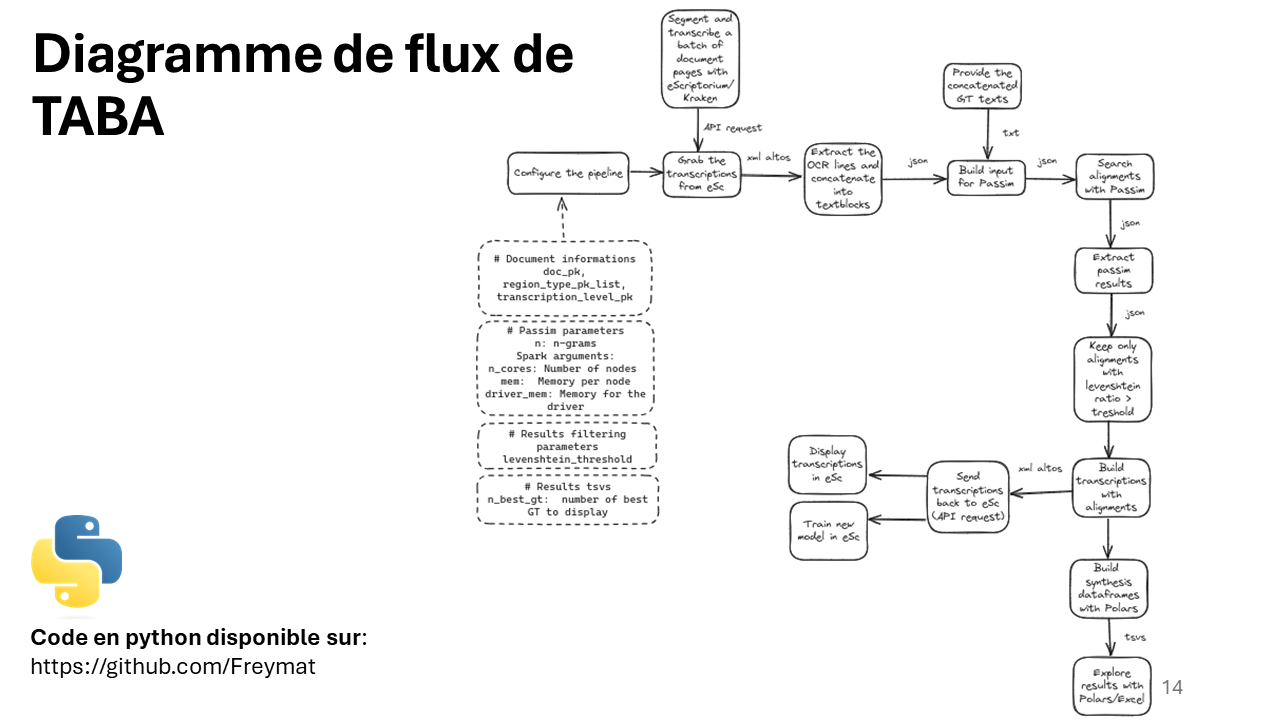 Diagramme de flux de
TABA
Segment and
transcribe a
batch of
document
pages with
eScriptorium/
Kraken
API request
Configure the pipeline
Grab the
transcriptions
from eSc
xml altos
Extract the
OCR lines and
concatenate
into
textblocks
json
Provide the
concatenated
GT texts
txt
Build input
for Passim
json
Search
alignments
with Passim
json
Extract
passim
results
json
Keep only
alignments
with
levenshtein
ratio >
treshold
Build
transcriptions
with
alignments
xml altos
Send
transcriptions
back to eSc
(API request)
Display
transcriptions
in eSc
Train new
model in eSc
Build
synthesis
dataframes
with Polars
tsvs
Explore
results with
Polars/Excel
# Document informations
doc_pk,
region_type_pk_list,
transcription_level_pk
# Passim parameters
n: n-grams
Spark arguments:
n_cores: Number of nodes
mem: Memory per node
driver_mem: Memory for the
driver
# Results filtering
parameters
levenshtein_threshold
# Results tsvs
n_best_gt: number of best
GT to display
Code en python disponible sur:
https://github.com/Freymat
14